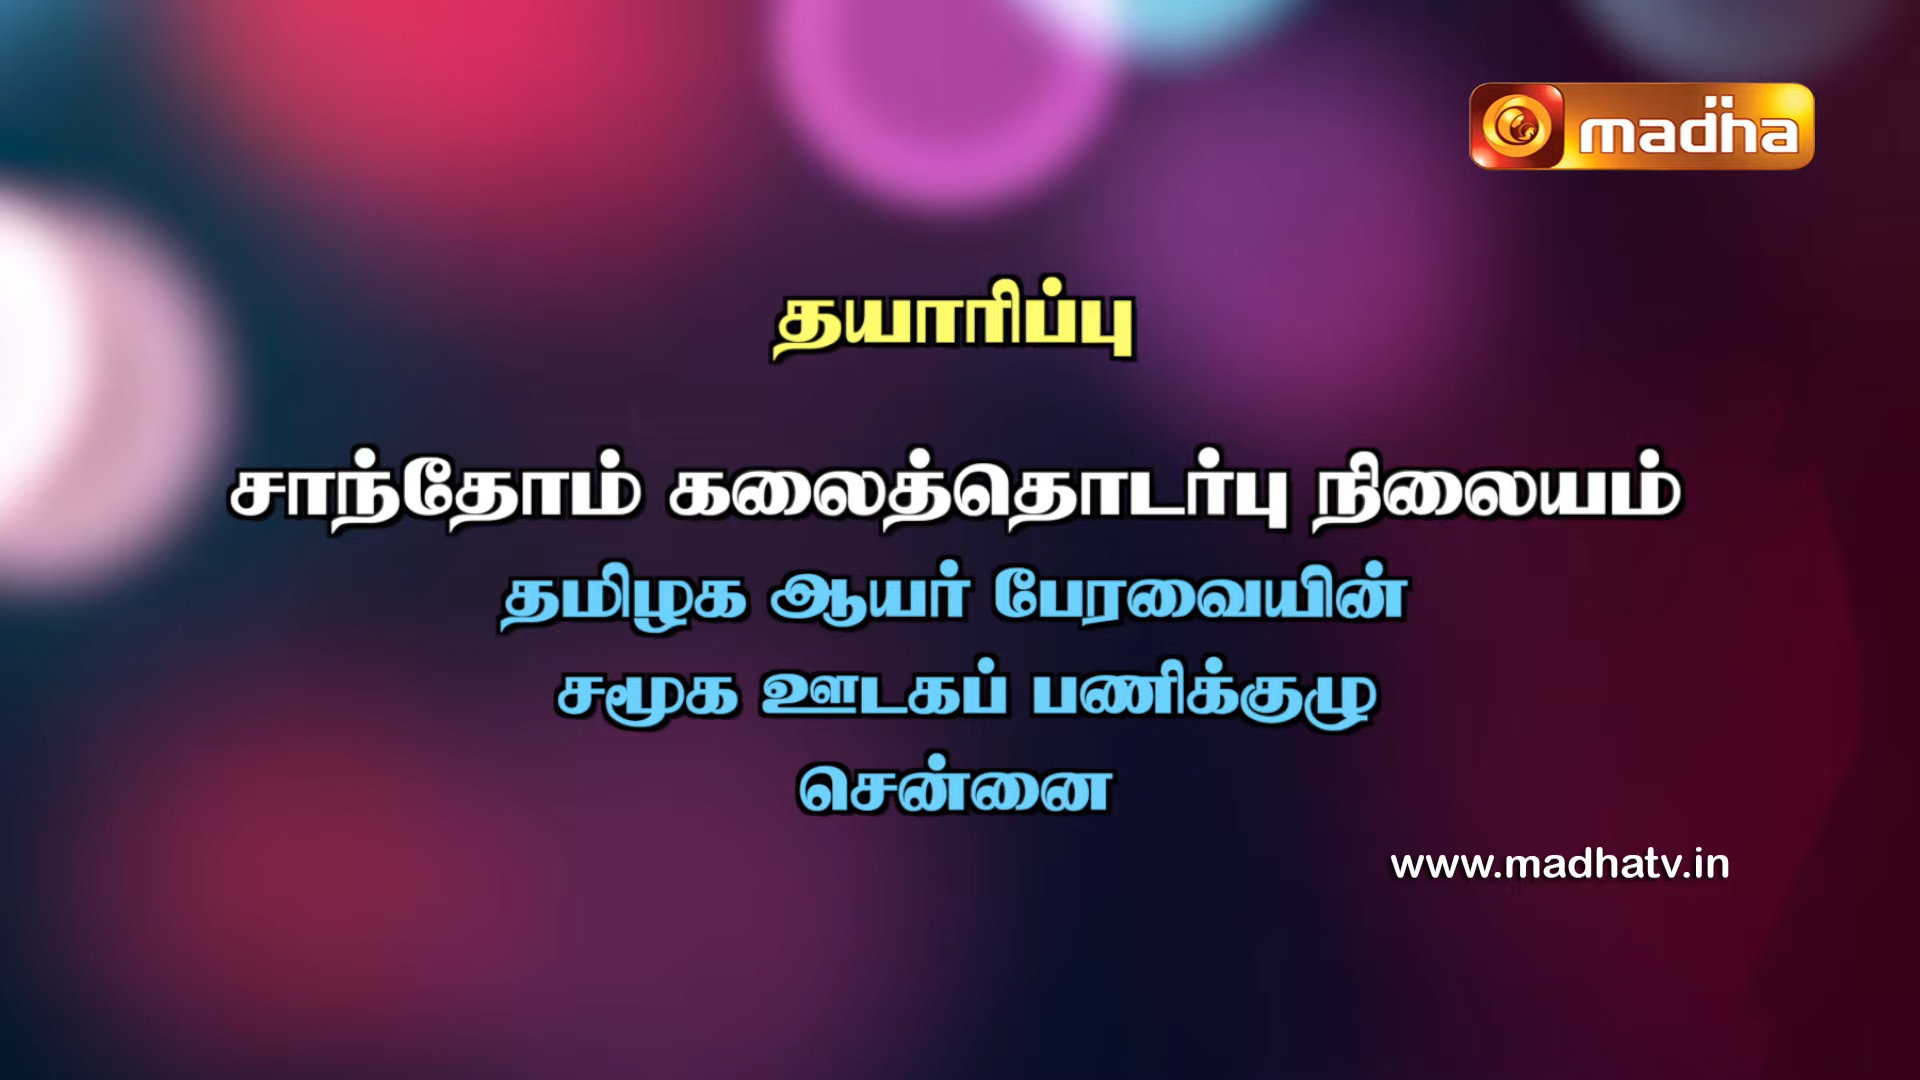 madha
தயாரிப்பு
சாந்தோம் கலைத்தொடர்பு நிலையம்
தமிழக ஆயர் பேரவையின்
சமூக ஊடகப் பணிக்குழு
சென்னை
www.madhatv.in